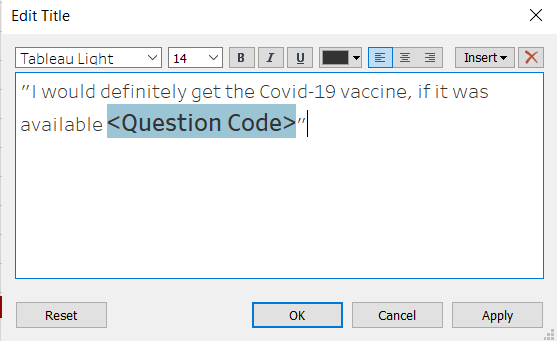 Edit Title
Tableau Light 14 B I U Insert
"I would definitely get the Covid-19 vaccine, if it was
available <Question Code>"
Reset OK Cancel Apply